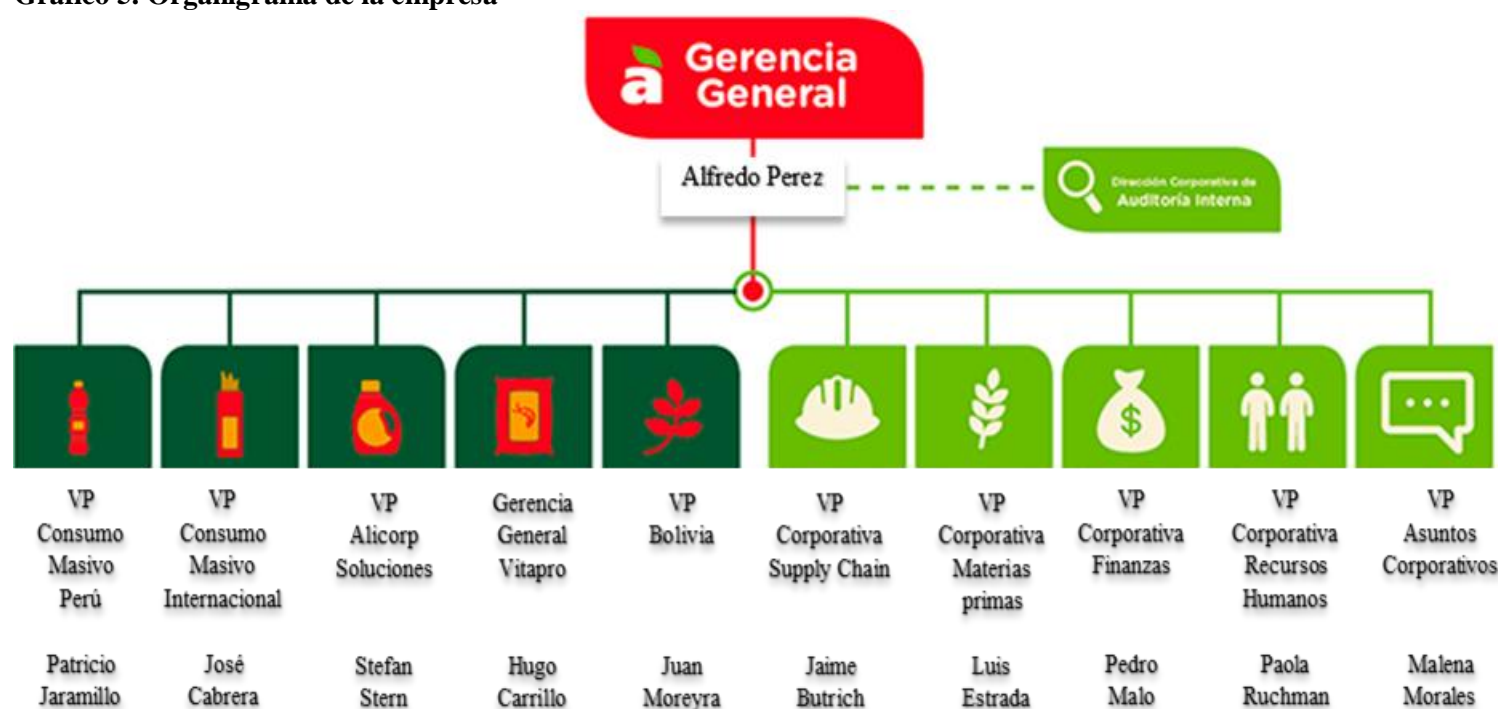 Gráfico 5. Organigrama de la empresa
a
Gerencia
General
Alfredo Perez
Dirección Corporativa de
Auditoría Interna
$
VP
Consumo
Masivo
Perú
Patricio
Jaramillo
VP
Consumo
Masivo
Internacional
José
Cabrera
VP
Alicorp
Soluciones
Stefan
Stern
Gerencia
General
Vitapro
Hugo
Carrillo
VP
Bolivia
Juan
Moreyra
VP
Corporativa
Supply Chain
Jaime
Butrich
VP
Corporativa
Materias
primas
Luis
Estrada
VP
Corporativa
Finanzas
Pedro
Malo
VP
Corporativa
Recursos
Humanos
Paola
Ruchman
VP
Asuntos
Corporativos
Malena
Morales